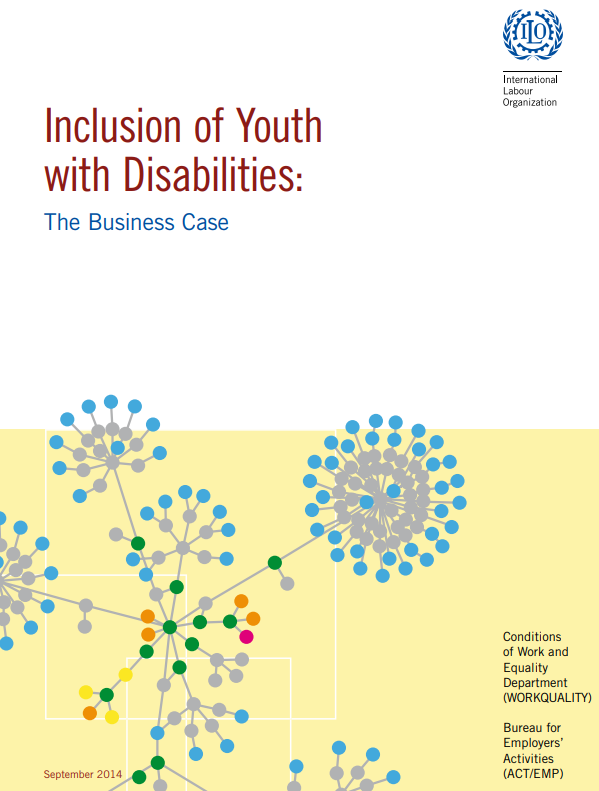 ILO
International
Labour
Organization
Inclusion of Youth
with Disabilities:
The Business Case
Conditions
of Work and
Equality
Department
(WORKQUALITY)
Bureau for
Employers’
Activities
(ACT/EMP)
September 2014